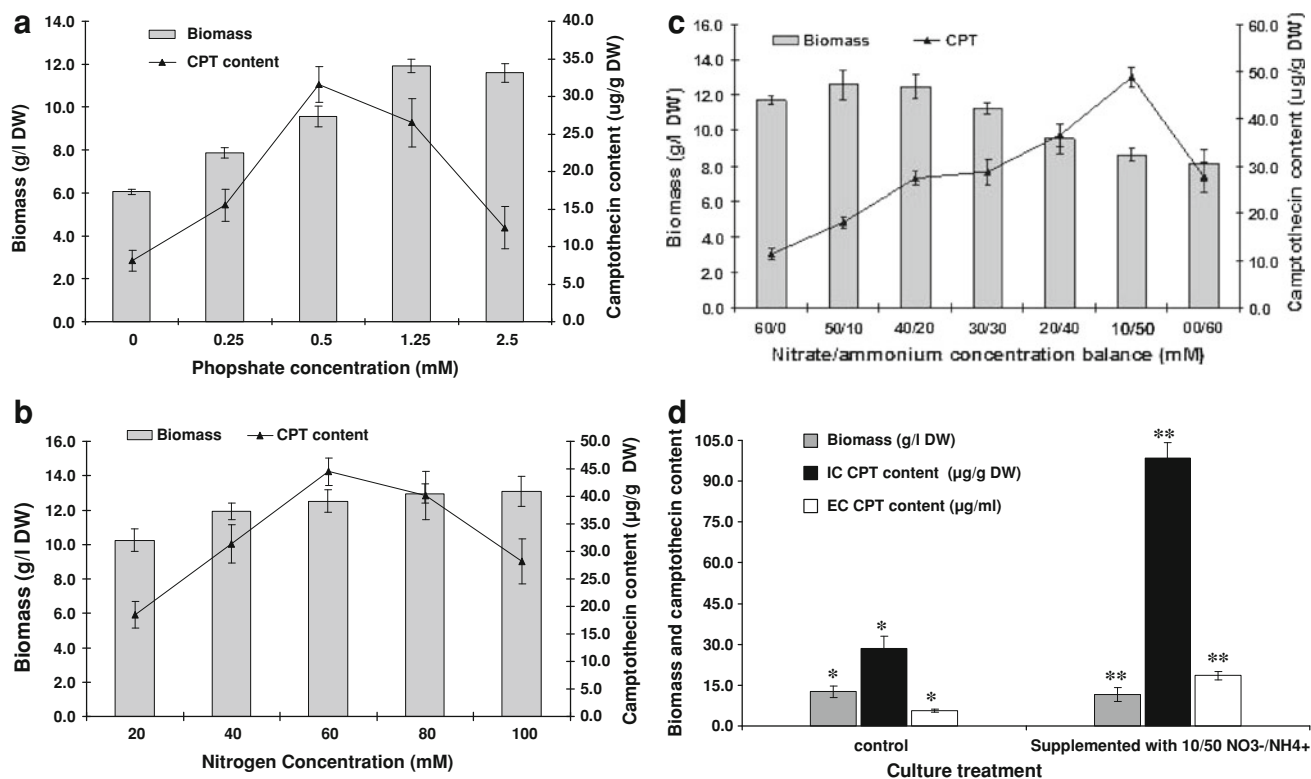 a
14.0
12.0
10.0
8.0
6.0
4.0
2.0
0.0
Biomass (g/l DW)
Biomass
CPT content
40.0
35.0
30.0
25.0
20.0
15.0
10.0
5.0
0.0
Camptothecin content (ug/g DW)
0 0.25 0.5 1.25 2.5
Phopshate concentration (mM)
c
16.0
14.0
12.0
10.0
8.0
6.0
4.0
2.0
0.0
Biomass (g/l DW)
Biomass CPT
60.0
50.0
40.0
30.0
20.0
10.0
0.0
Camptothecin content (ug/g DW)
60/0 50/10 40/20 30/30 20/40 10/50 00/60
Nitrate/ammonium concentration balance (mM)
b
16.0
14.0
12.0
10.0
8.0
6.0
4.0
2.0
0.0
Biomass (g/l DW)
Biomass CPT content
50.0
45.0
40.0
35.0
30.0
25.0
20.0
15.0
10.0
5.0
0.0
Camptothecin content (µg/g DW)
20 40 60 80 100
Nitrogen Concentration (mM)
d
105.0
90.0
75.0
60.0
45.0
30.0
15.0
0.0
Biomass and camptothecin content
Biomass (g/l DW)
IC CPT content (µg/g DW)
EC CPT content (µg/ml)
* * *
** ** **
control Supplemented with 10/50 NO3-/NH4+
Culture treatment